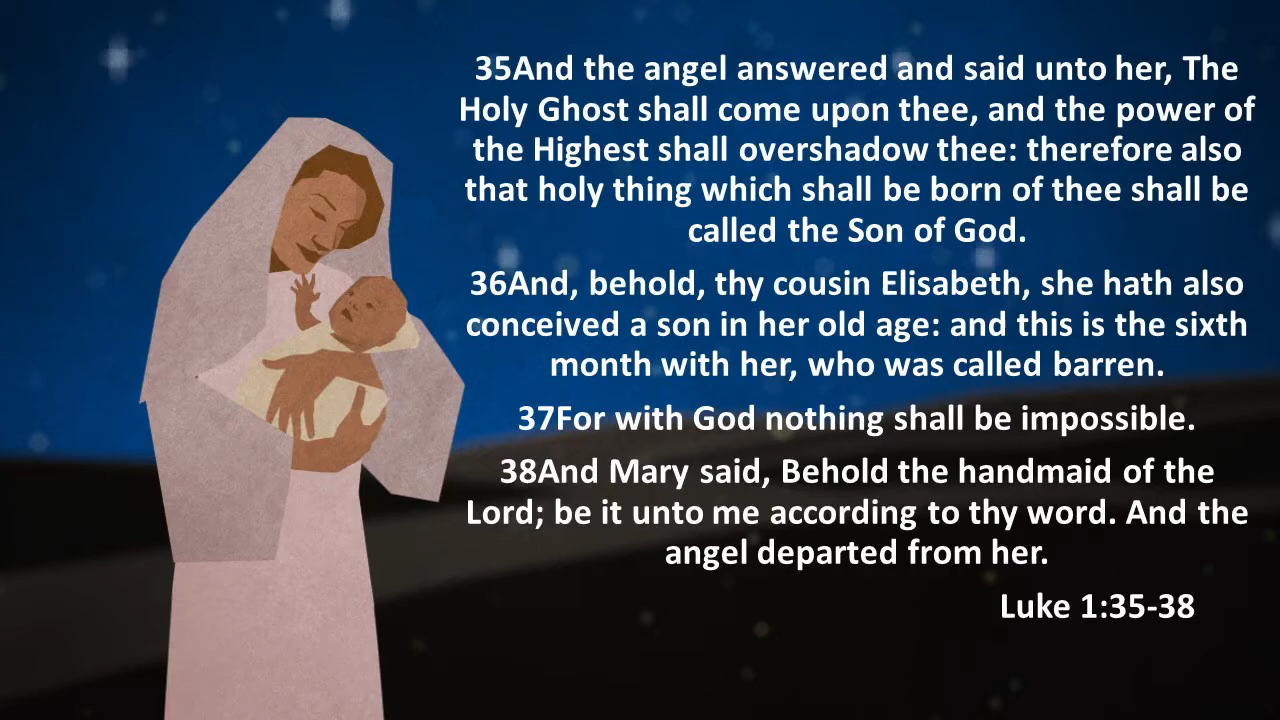 35And the angel answered and said unto her, The
Holy Ghost shall come upon thee, and the power of
the Highest shall overshadow thee: therefore also
that holy thing which shall be born of thee shall be
called the Son of God.
36And, behold, thy cousin Elisabeth, she hath also
conceived a son in her old age: and this is the sixth
month with her, who was called barren.
37For with God nothing shall be impossible.
38And Mary said, Behold the handmaid of the
Lord; be it unto me according to thy word. And the
angel departed from her.
Luke 1:35-38